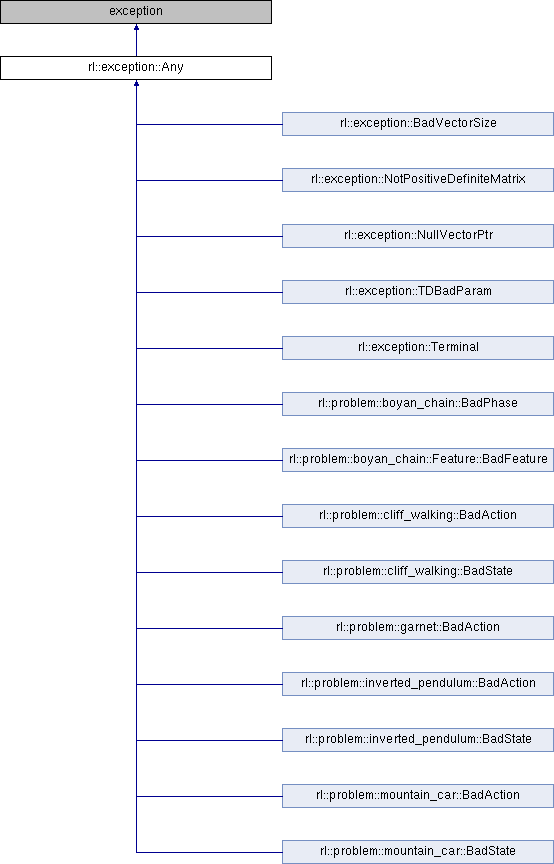 exception
rl::exception::Any
rl::exception::BadVectorSize
rl::exception::NotPositiveDefiniteMatrix
rl::exception::NullVectorPtr
rl::exception::TDBadParam
rl::exception::Terminal
rl::problem::boyan_chain::BadPhase
rl::problem::boyan_chain::Feature::BadFeature
rl::problem::cliff_walking::BadAction
rl::problem::cliff_walking::BadState
rl::problem::garnet::BadAction
rl::problem::inverted_pendulum::BadAction
rl::problem::inverted_pendulum::BadState
rl::problem::mountain_car::BadAction
rl::problem::mountain_car::BadState